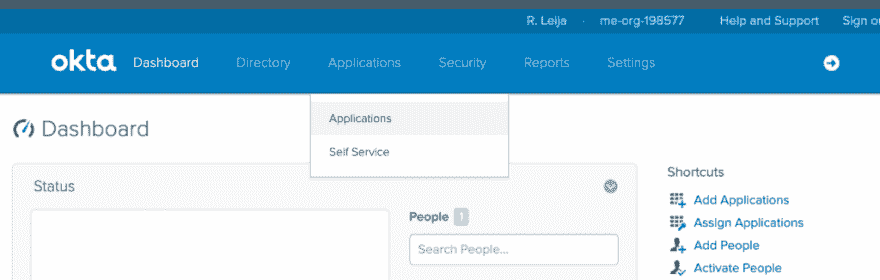 R. Leija · me-org-198577 Help and Support Sign ou
okta Dashboard Directory Applications Security Reports Settings
Applications
Self Service
Dashboard
Status
People 1
Search People...
Shortcuts
Add Applications
Assign Applications
Add People
Activate People